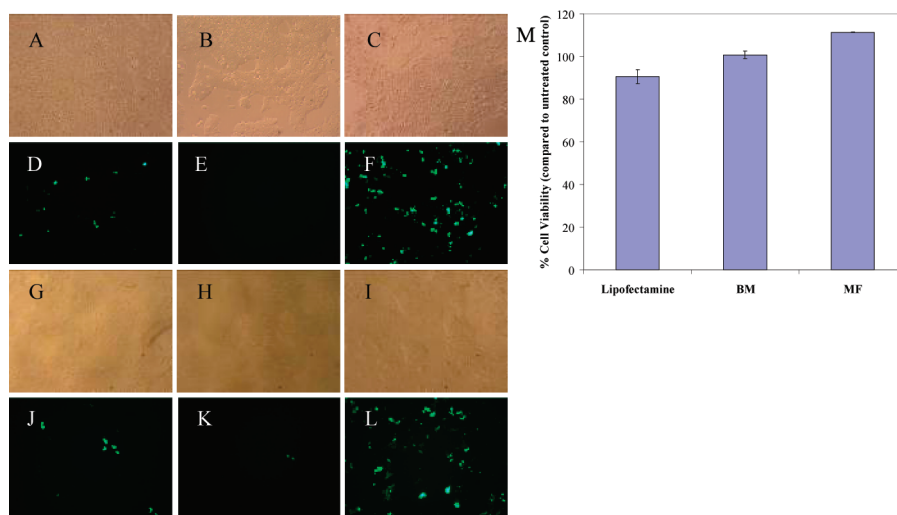 A
B
C
D
E
F
G
H
I
J
K
L
M
% Cell Viability (compared to untreated control)
120
100
80
60
40
20
0
Lipofectamine
BM
MF